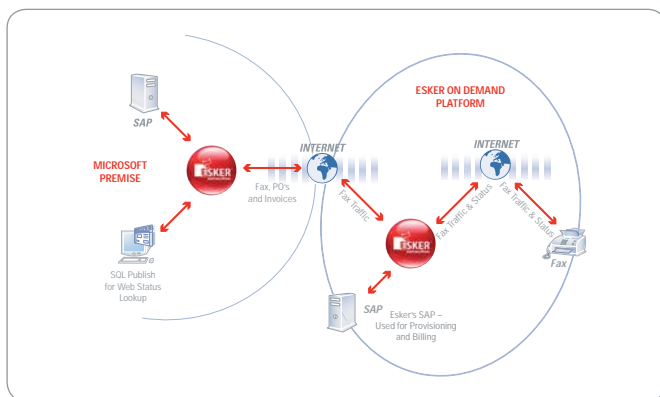 ESKER ON DEMAND
PLATFORM
SAP
INTERNET
INTERNET
MICROSOFT
PREMISE
ESKER
Fax, PO's
and Invoices
Fax Traffic
Fax Traffic & Status
Fax Traffic & Status
ESKER
Fax
SQL Publish
for Web Status
Lookup
SAP
Esker's SAP –
Used for Provisioning
and Billing